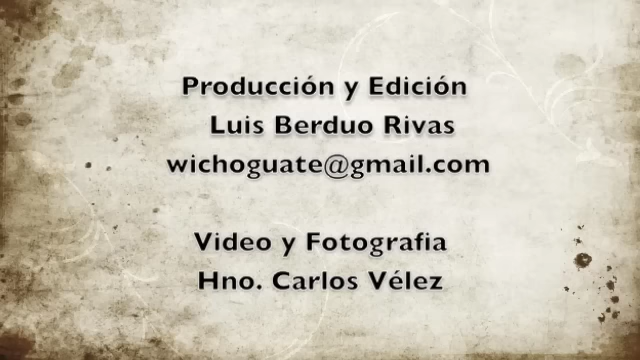 Producción y Edición
Luis Berduo Rivas
wichoguate@gmail.com
Video y Fotografia
Hno. Carlos Vélez